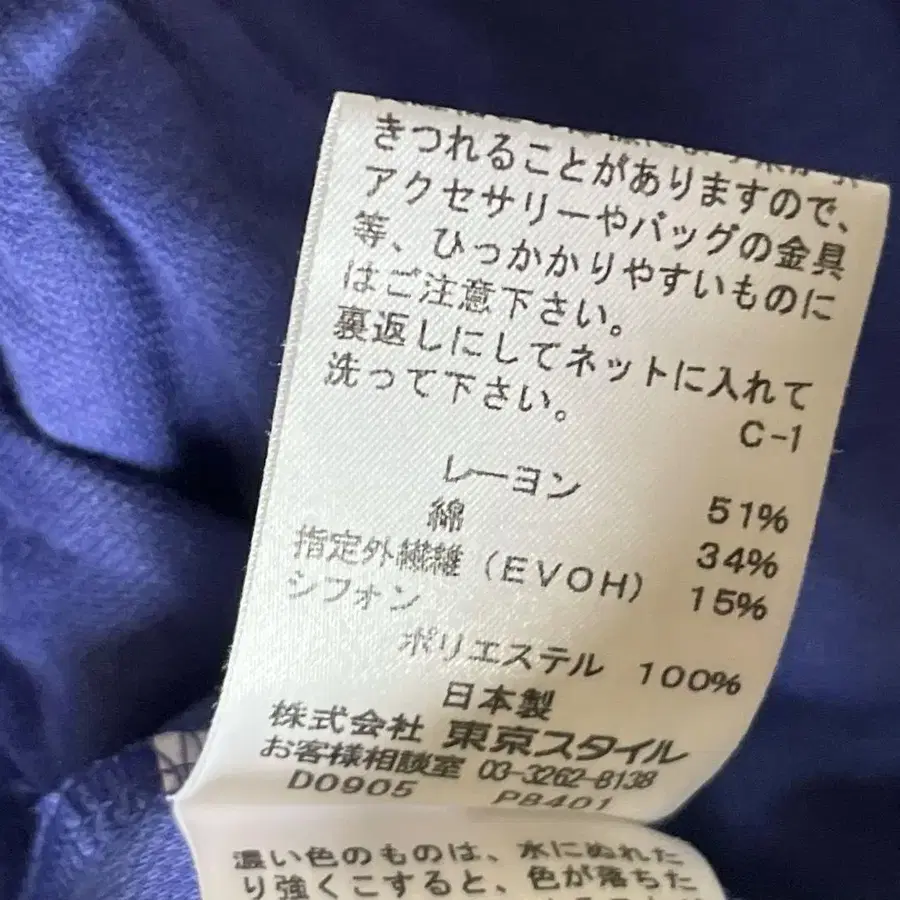 きつれることがありますので、
アクセサリーやバッグの金具
等、ひっかかりやすいものに
はご注意下さい。
裏返しにしてネットに入れて
洗って下さい。
C-1
レーヨン 51%
綿 34%
指定外繊維(EVOH) 15%
シフォン
ポリエステル 100%
日本製
株式会社 東京スタイル
お客様相談室 03-3262-8138
D0905 P8401
濃い色のものは、水にぬれた
り強くこすると、色が落ちた